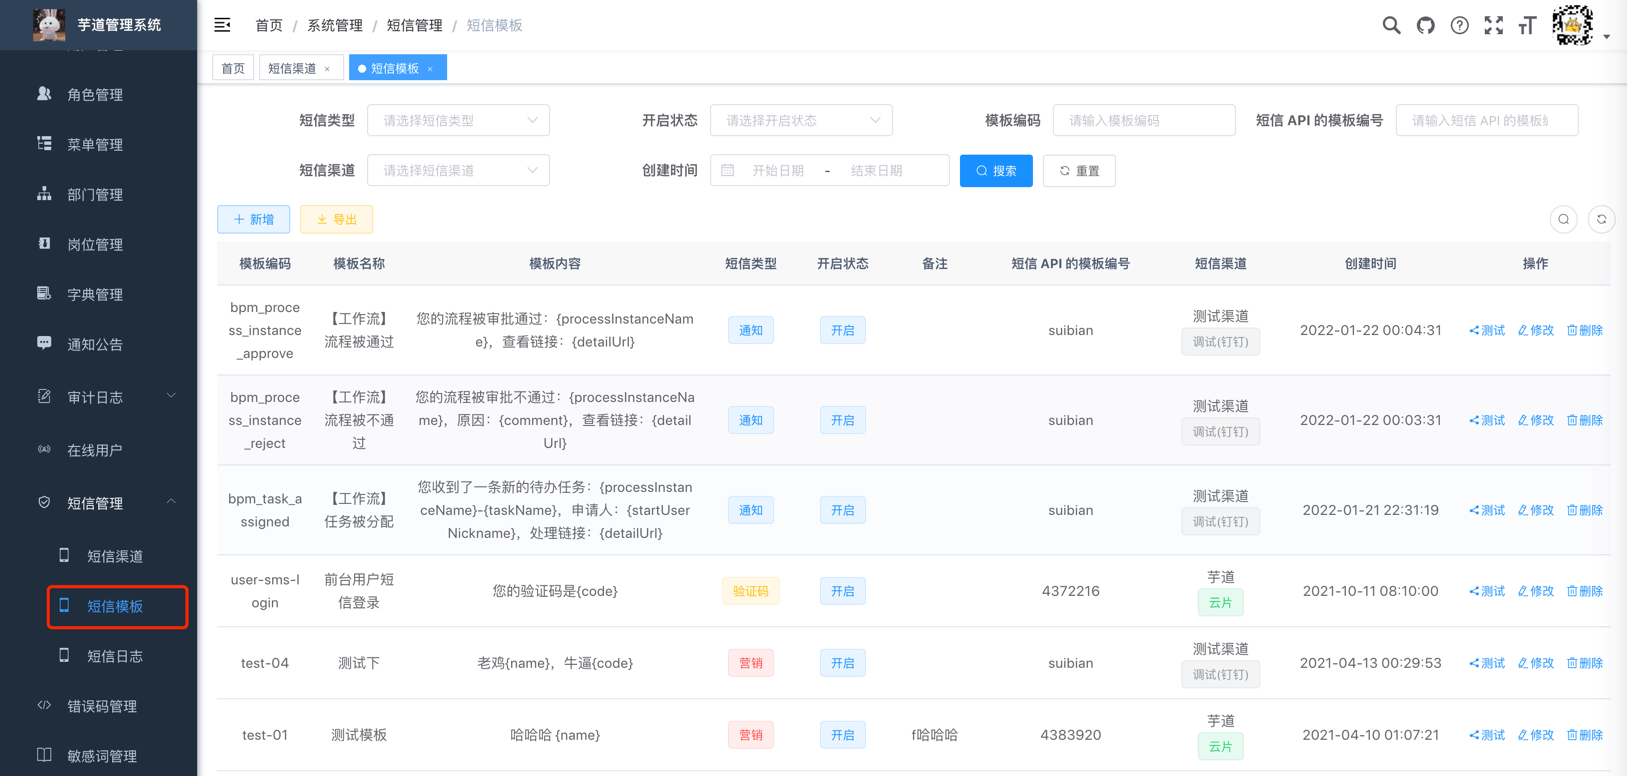 芋道管理系统
首页 / 系统管理 / 短信管理 / 短信模板
首页
短信渠道 ×
短信模板 ×
角色管理
菜单管理
部门管理
岗位管理
字典管理
通知公告
审计日志
在线用户
短信管理
短信渠道
短信模板
短信日志
错误码管理
敏感词管理
短信类型 请选择短信类型
开启状态 请选择开启状态
模板编码 请输入模板编码
短信 API 的模板编号 请输入短信 API 的模板
短信渠道 请选择短信渠道
创建时间 开始日期 - 结束日期
搜索
重置
新增
导出
模板编码 模板名称 模板内容 短信类型 开启状态 备注 短信 API 的模板编号 短信渠道 创建时间 操作
bpm_proce
ss_instance
_approve
【工作流】
流程被通过
您的流程被审批通过：{processInstanceNam
e}，查看链接：{detailUrl}
通知
开启
suibian
测试渠道
调试(钉钉)
2022-01-22 00:04:31
测试 修改 删除
bpm_proce
ss_instance
_reject
【工作流】
流程被不通
过
您的流程被审批不通过：{processInstanceNa
me}，原因：{comment}，查看链接：{detail
Url}
通知
开启
suibian
测试渠道
调试(钉钉)
2022-01-22 00:03:31
测试 修改 删除
bpm_task_a
ssigned
【工作流】
任务被分配
您收到了一条新的待办任务：{processInstan
ceName}-{taskName}，申请人：{startUser
Nickname}，处理链接：{detailUrl}
通知
开启
suibian
测试渠道
调试(钉钉)
2022-01-21 22:31:19
测试 修改 删除
user-sms-l
ogin
前台用户短
信登录
您的验证码是{code}
验证码
开启
4372216
芋道
云片
2021-10-11 08:10:00
测试 修改 删除
test-04
测试下
老鸡{name}，牛逼{code}
营销
开启
suibian
测试渠道
调试(钉钉)
2021-04-13 00:29:53
测试 修改 删除
test-01
测试模板
哈哈哈 {name}
营销
开启
f哈哈哈
4383920
芋道
云片
2021-04-10 01:07:21
测试 修改 删除